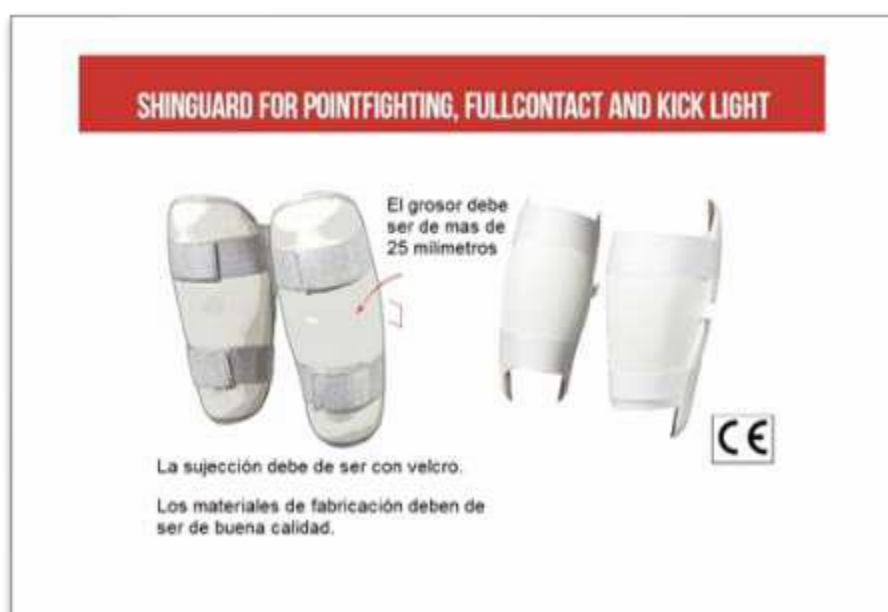 SHINGUARD FOR POINTFIGHTING, FULLCONTACT AND KICK LIGHT
El grosor debe
ser de mas de
25 milimetros
CE
La sujección debe de ser con velcro.
Los materiales de fabricación deben de
ser de buena calidad.